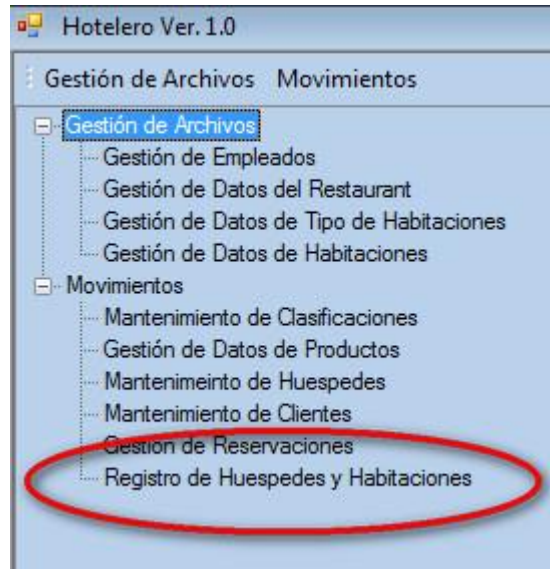 Hotelero Ver. 1.0
Gestión de Archivos Movimientos
Gestión de Archivos
Gestión de Empleados
Gestión de Datos del Restaurant
Gestión de Datos de Tipo de Habitaciones
Gestión de Datos de Habitaciones
Movimientos
Mantenimiento de Clasificaciones
Gestión de Datos de Productos
Mantenimeinto de Huespedes
Mantenimiento de Clientes
Gestión de Reservaciones
Registro de Huespedes y Habitaciones